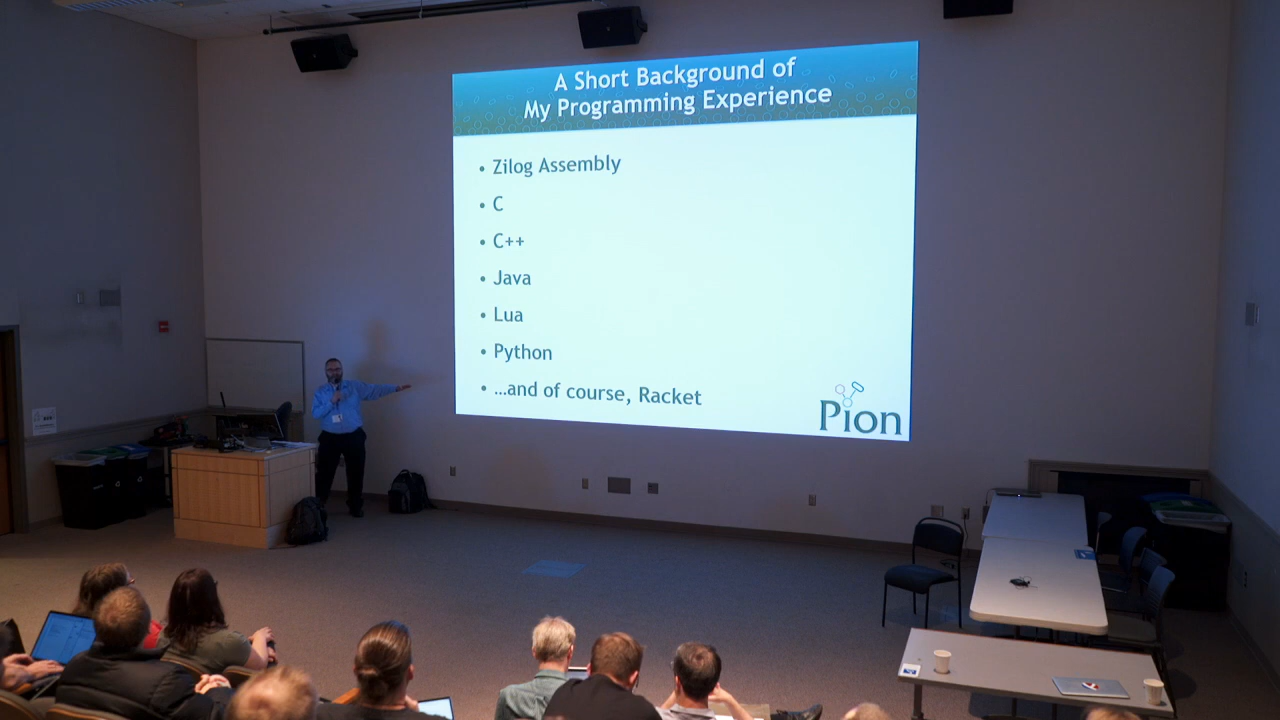 A Short Background of
My Programming Experience
• Zilog Assembly
• C
• C++
• Java
• Lua
• Python
• ...and of course, Racket
Pion